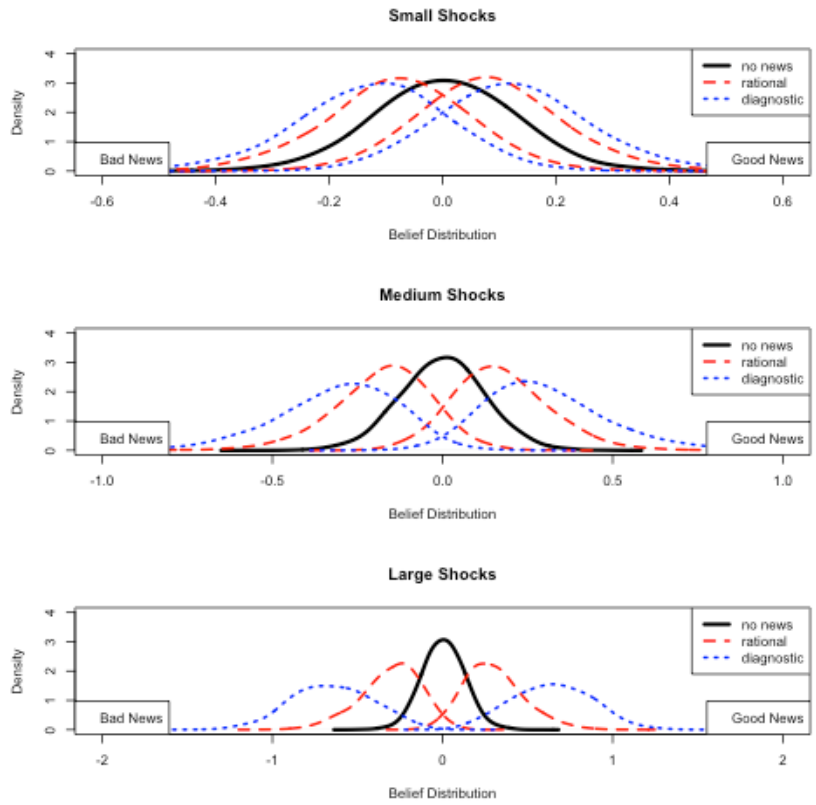 Small Shocks
Density
4
3
2
1
0
no news
rational
diagnostic
Bad News
Good News
-0.6 -0.4 -0.2 0.0 0.2 0.4 0.6
Belief Distribution
Medium Shocks
Density
4
3
2
1
0
no news
rational
diagnostic
Bad News
Good News
-1.0 -0.5 0.0 0.5 1.0
Belief Distribution
Large Shocks
Density
4
3
2
1
0
no news
rational
diagnostic
Bad News
Good News
-2 -1 0 1 2
Belief Distribution